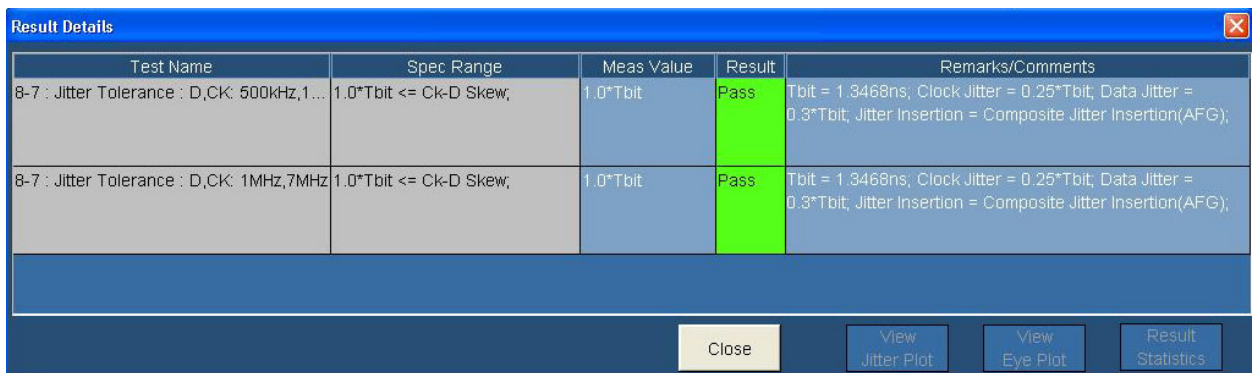 Result Details
Test Name Spec Range Meas Value Result Remarks/Comments
8-7 : Jitter Tolerance : D,CK: 500kHz,1... 1.0*Tbit <= Ck-D Skew; 1.0*Tbit Pass Tbit = 1.3468ns; Clock Jitter = 0.25*Tbit; Data Jitter =
0.3*Tbit; Jitter Insertion = Composite Jitter Insertion(AFG);
8-7 : Jitter Tolerance : D,CK: 1MHz,7MHz 1.0*Tbit <= Ck-D Skew; 1.0*Tbit Pass Tbit = 1.3468ns; Clock Jitter = 0.25*Tbit; Data Jitter =
0.3*Tbit; Jitter Insertion = Composite Jitter Insertion(AFG);
Close
View
Jitter Plot
View
Eye Plot
Result
Statistics